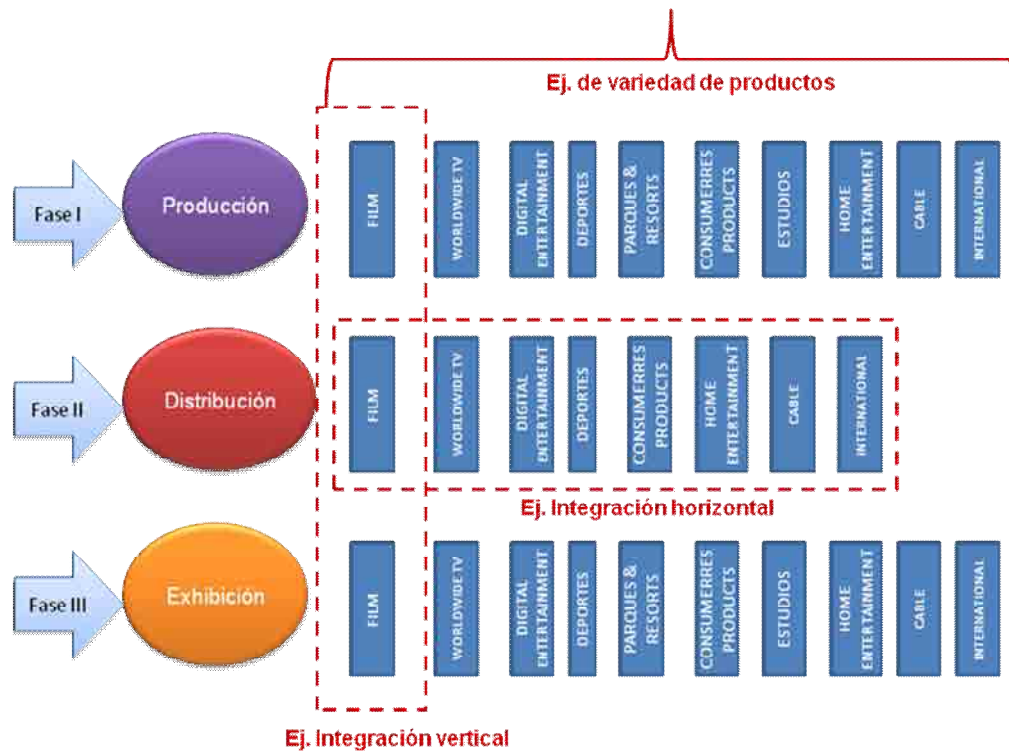 Ej. de variedad de productos
Fase I
Producción
FILM
WORLDWIDE TV
DIGITAL
ENTERTAINMENT
DEPORTES
PARQUES &
RESORTS
CONSUMERRES
PRODUCTS
ESTUDIOS
HOME
ENTERTAINMENT
CABLE
INTERNATIONAL
Fase II
Distribución
FILM
WORLDWIDE TV
DIGITAL
ENTERTAINMENT
DEPORTES
CONSUMERRES
PRODUCTS
HOME
ENTERTAINMENT
CABLE
INTERNATIONAL
Ej. Integración horizontal
Fase III
Exhibición
FILM
WORLDWIDE TV
DIGITAL
ENTERTAINMENT
DEPORTES
PARQUES &
RESORTS
CONSUMERRES
PRODUCTS
ESTUDIOS
HOME
ENTERTAINMENT
CABLE
INTERNATIONAL
Ej. Integración vertical